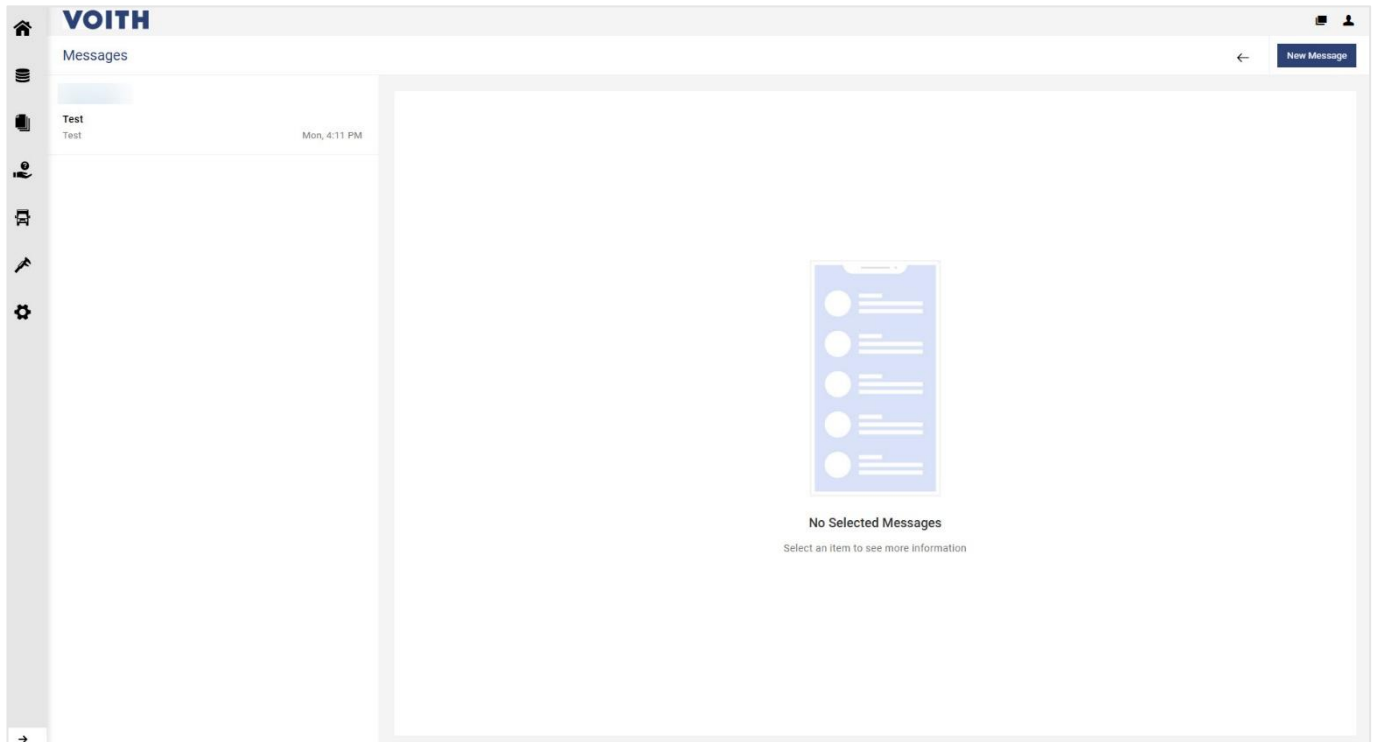 VOITH
Messages
New Message
Test
Test Mon, 4:11 PM
No Selected Messages
Select an item to see more information